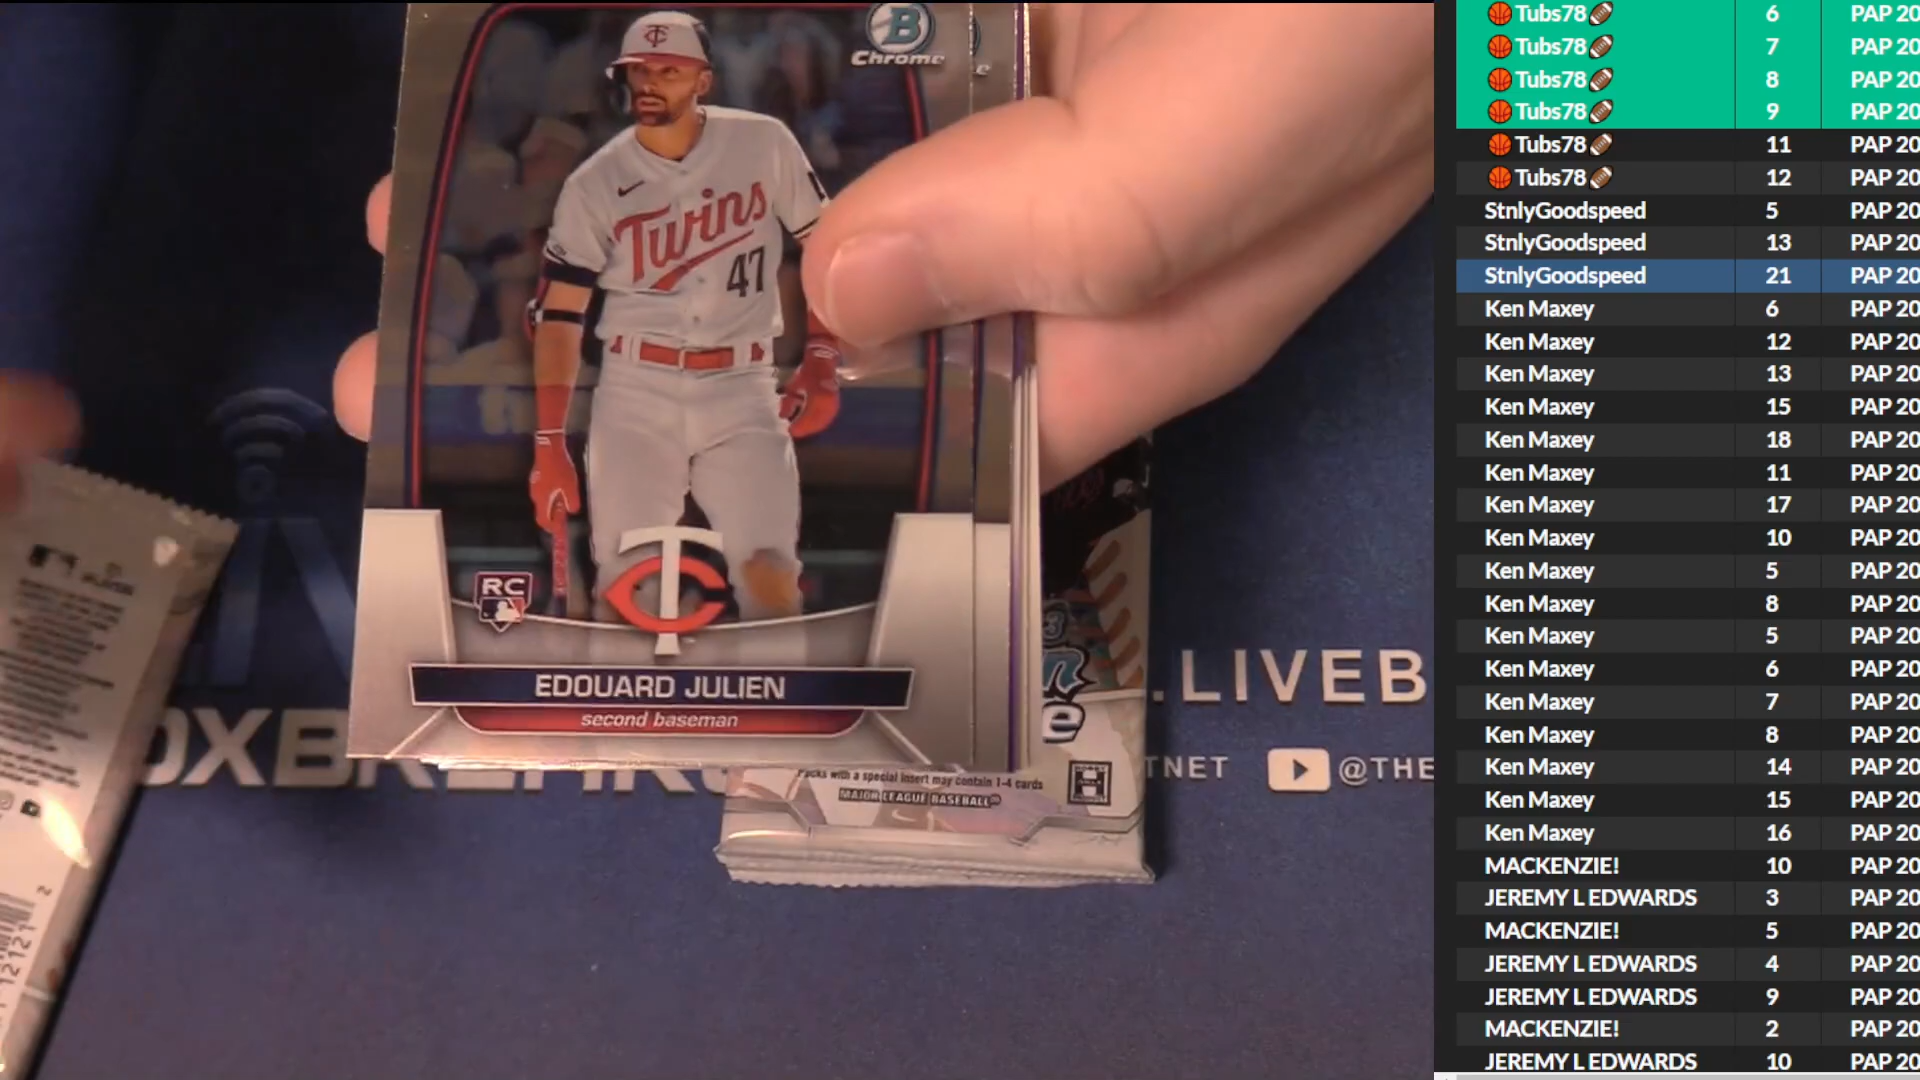 B
Chrome
e
TC
Twins
47
RC
TC
EDOUARD JULIEN
second baseman
Packs with a special insert may contain 1-4 cards
MAJOR LEAGUE BASEBALL
.LIVEB
TNET
@THE
OXBREAK
12121
🏀Tubs78🏈 6 PAP 20
🏀Tubs78🏈 7 PAP 20
🏀Tubs78🏈 8 PAP 20
🏀Tubs78🏈 9 PAP 20
🏀Tubs78🏈 11 PAP 20
🏀Tubs78🏈 12 PAP 20
StnlyGoodspeed 5 PAP 20
StnlyGoodspeed 13 PAP 20
StnlyGoodspeed 21 PAP 20
Ken Maxey 6 PAP 20
Ken Maxey 12 PAP 20
Ken Maxey 13 PAP 20
Ken Maxey 15 PAP 20
Ken Maxey 18 PAP 20
Ken Maxey 11 PAP 20
Ken Maxey 17 PAP 20
Ken Maxey 10 PAP 20
Ken Maxey 5 PAP 20
Ken Maxey 8 PAP 20
Ken Maxey 5 PAP 20
Ken Maxey 6 PAP 20
Ken Maxey 7 PAP 20
Ken Maxey 8 PAP 20
Ken Maxey 14 PAP 20
Ken Maxey 15 PAP 20
Ken Maxey 16 PAP 20
MACKENZIE! 10 PAP 20
JEREMY L EDWARDS 3 PAP 20
MACKENZIE! 5 PAP 20
JEREMY L EDWARDS 4 PAP 20
JEREMY L EDWARDS 9 PAP 20
MACKENZIE! 2 PAP 20
JEREMY L EDWARDS 10 PAP 20